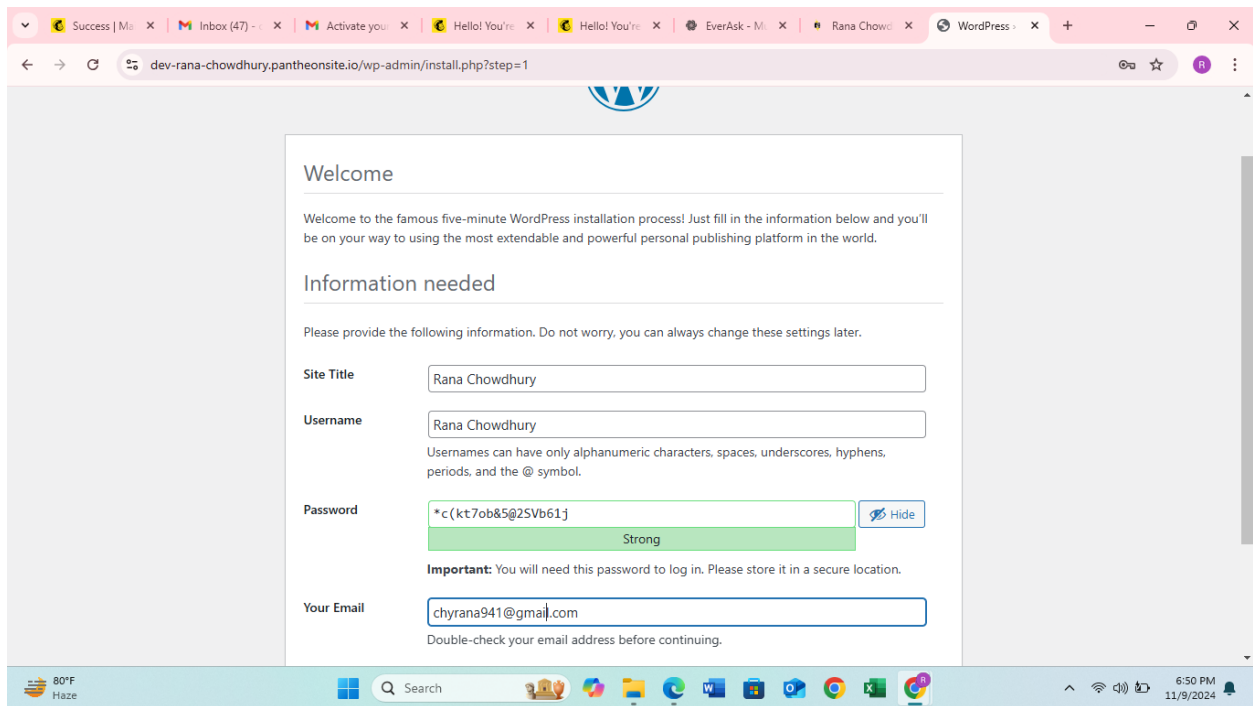 Success | Ma
Inbox (47) - c
Activate your
Hello! You're
Hello! You're
EverAsk - Mo
Rana Chowd
WordPress ›
dev-rana-chowdhury.pantheonsite.io/wp-admin/install.php?step=1
R
Welcome
Welcome to the famous five-minute WordPress installation process! Just fill in the information below and you'll
be on your way to using the most extendable and powerful personal publishing platform in the world.
Information needed
Please provide the following information. Do not worry, you can always change these settings later.
Site Title
Rana Chowdhury
Username
Rana Chowdhury
Usernames can have only alphanumeric characters, spaces, underscores, hyphens,
periods, and the @ symbol.
Password
*c(kt7ob&5@2SVb61j
Hide
Strong
Important: You will need this password to log in. Please store it in a secure location.
Your Email
chyrana941@gmail.com
Double-check your email address before continuing.
80°F
Haze
Search
6:50 PM
11/9/2024